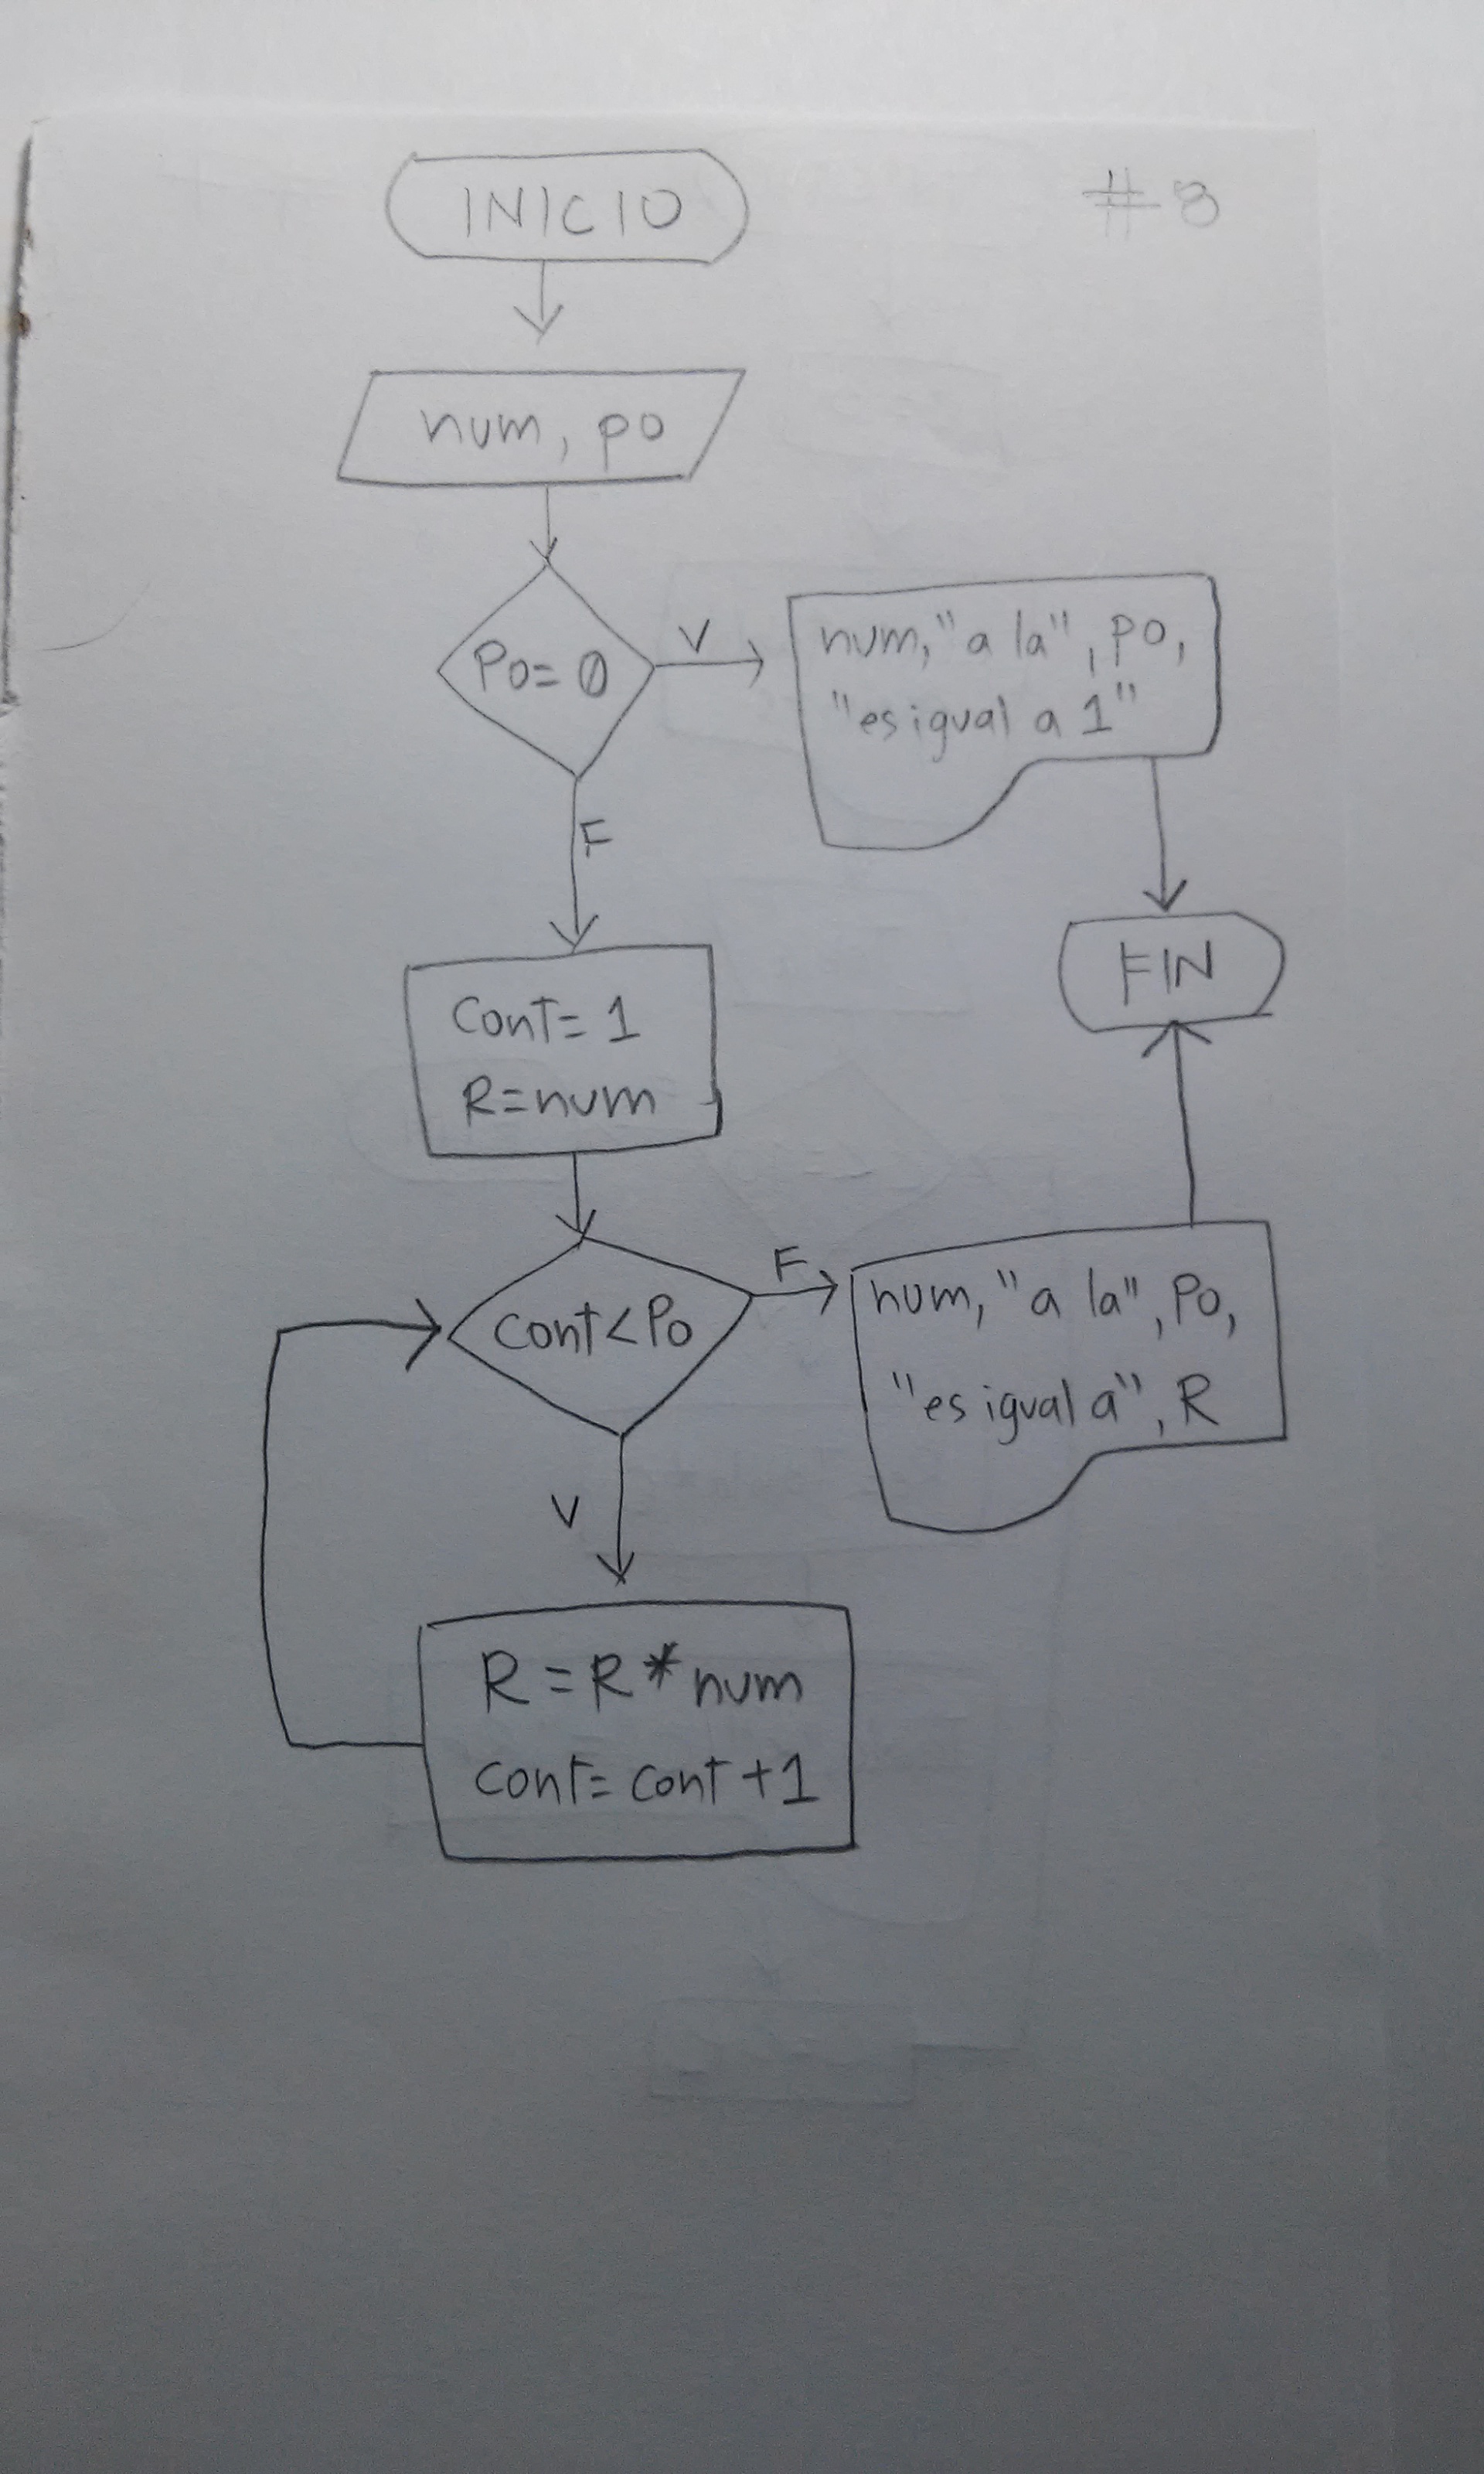 INICIO
#8
num, po
Po=0
V
num, "a la", po,
"es igual a 1"
F
FIN
Cont=1
R=num
cont<Po
F
num, "a la", Po,
"es igual a", R
V
R=R*num
cont=cont+1